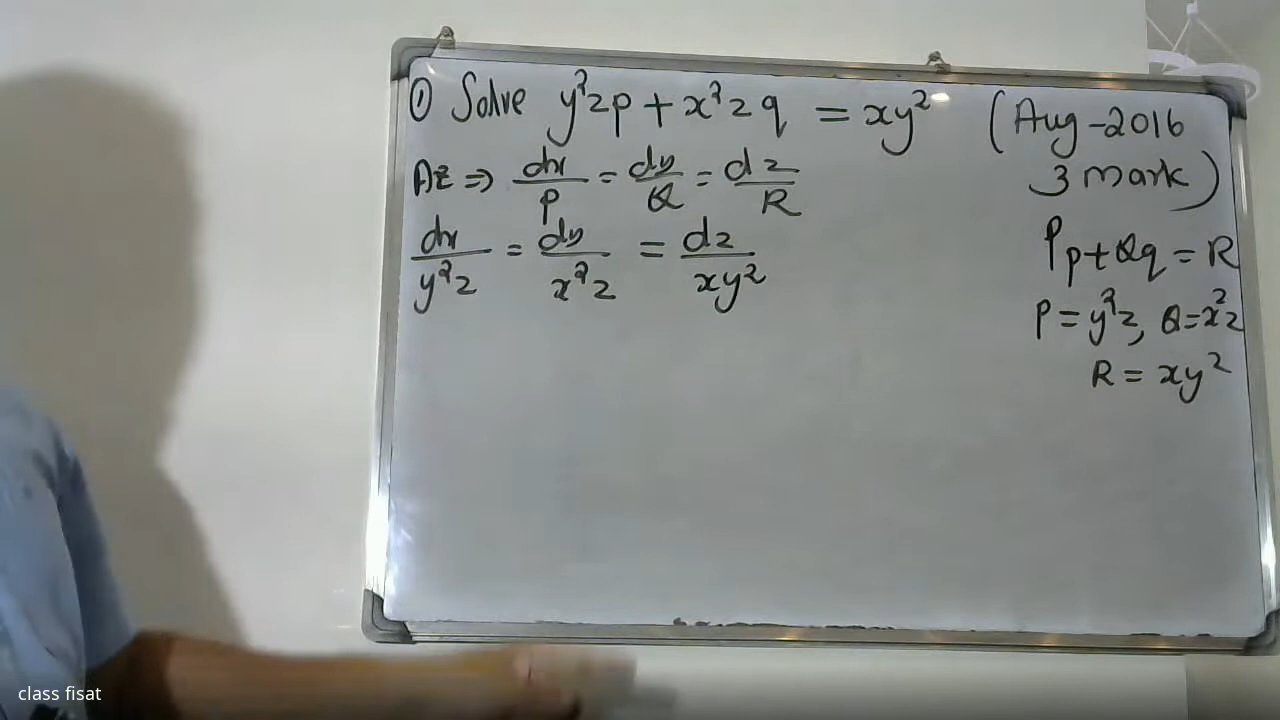 ① Solve y²zp + x²zq = xy² (Aug-2016
3 mark)
AE ⇒ dx/P = dy/Q = dz/R
dx/y²z = dy/x²z = dz/xy²
Pp + Qq = R
P = y²z, Q = x²z
R = xy²
class fisat